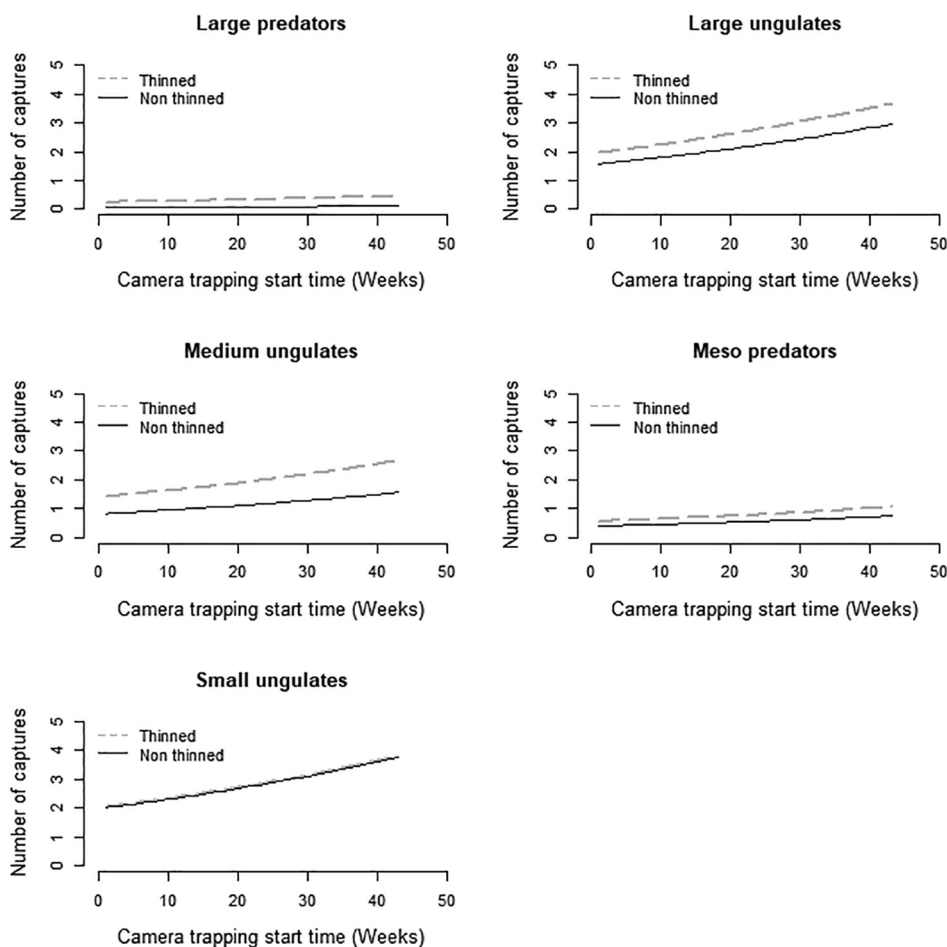 Large predators
Number of captures
5
4
3
2
1
0
Thinned
Non thinned
0 10 20 30 40 50
Camera trapping start time (Weeks)
Large ungulates
Number of captures
5
4
3
2
1
0
Thinned
Non thinned
0 10 20 30 40 50
Camera trapping start time (Weeks)
Medium ungulates
Number of captures
5
4
3
2
1
0
Thinned
Non thinned
0 10 20 30 40 50
Camera trapping start time (Weeks)
Meso predators
Number of captures
5
4
3
2
1
0
Thinned
Non thinned
0 10 20 30 40 50
Camera trapping start time (Weeks)
Small ungulates
Number of captures
5
4
3
2
1
0
Thinned
Non thinned
0 10 20 30 40 50
Camera trapping start time (Weeks)